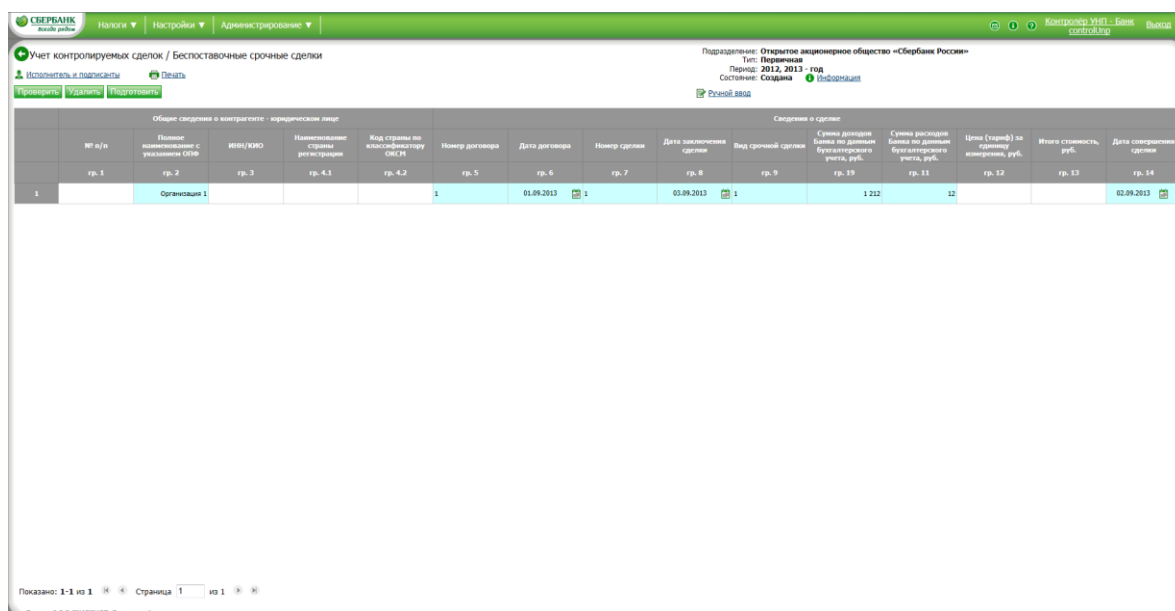 СБЕРБАНК
Всегда рядом
Налоги ▼ Настройки ▼ Администрирование ▼
Контролёр УНП - Банк
controlUnp
Выход
Учет контролируемых сделок / Беспоставочные срочные сделки
Подразделение: Открытое акционерное общество «Сбербанк России»
Тип: Первичная
Период: 2012, 2013 - год
Состояние: Создана Информация
Исполнитель и подписанты Печать
Проверить Удалить Подготовить
Ручной ввод
Общие сведения о контрагенте - юридическом лице Сведения о сделке
№ п/п Полное наименование с указанием ОПФ ИНН/КИО Наименование страны регистрации Код страны по классификатору ОКСМ Номер договора Дата договора Номер сделки Дата заключения сделки Вид срочной сделки Сумма доходов Банка по данным бухгалтерского учета, руб. Сумма расходов Банка по данным бухгалтерского учета, руб. Цена (тариф) за единицу измерения, руб. Итого стоимость, руб. Дата совершения сделки
гр. 1 гр. 2 гр. 3 гр. 4.1 гр. 4.2 гр. 5 гр. 6 гр. 7 гр. 8 гр. 9 гр. 19 гр. 11 гр. 12 гр. 13 гр. 14
1 Организация 1 1 01.09.2013 1 03.09.2013 1 1 212 12 02.09.2013
Показано: 1-1 из 1 Страница 1 из 1